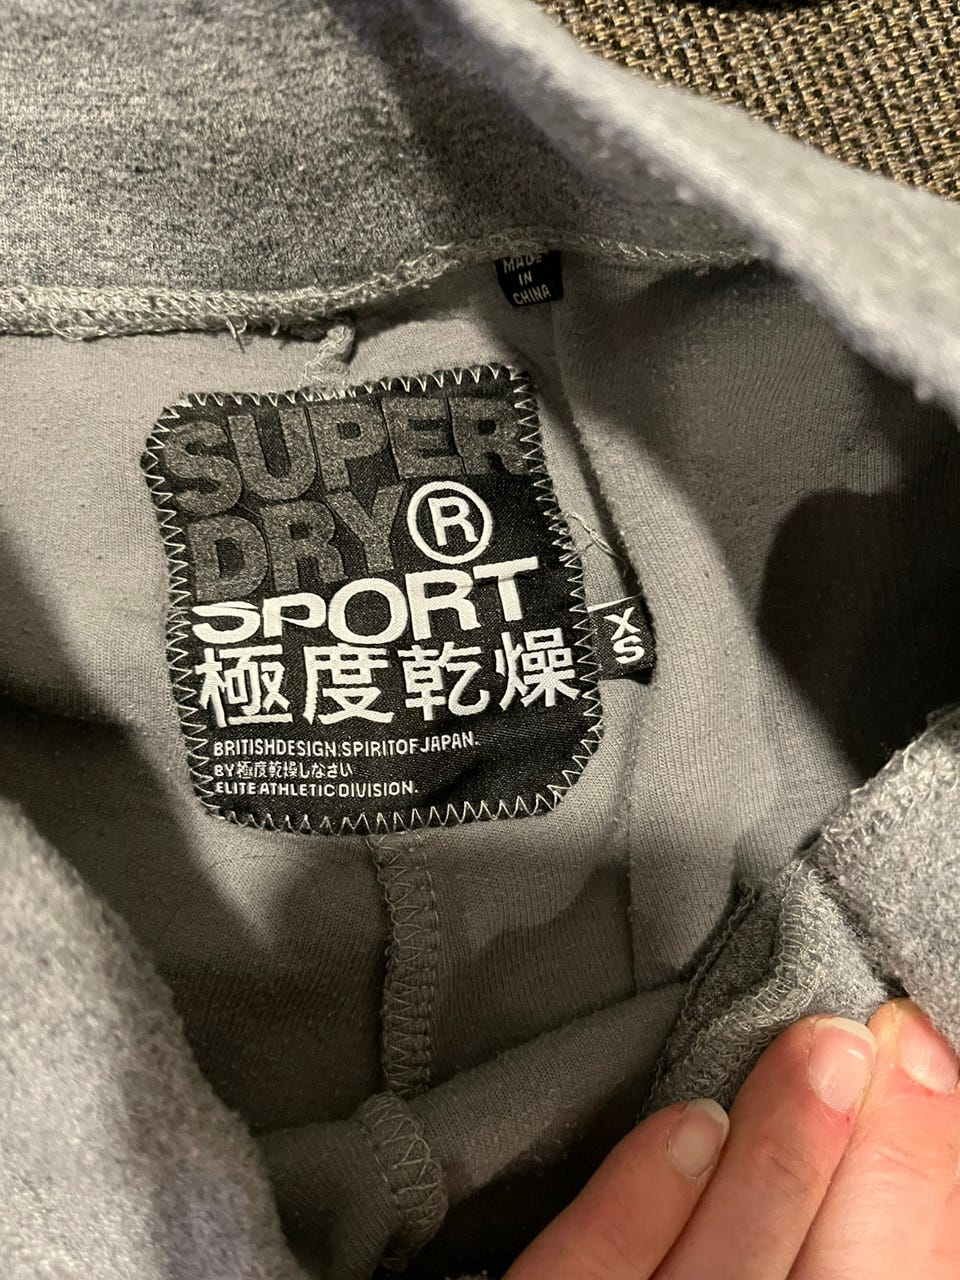 MADE
IN
CHINA
SUPER
DRY®
SPORT
極度乾燥
XS
BRITISHDESIGN.SPIRITOFJAPAN.
BY極度乾燥しなさい
ELITE ATHLETIC DIVISION.